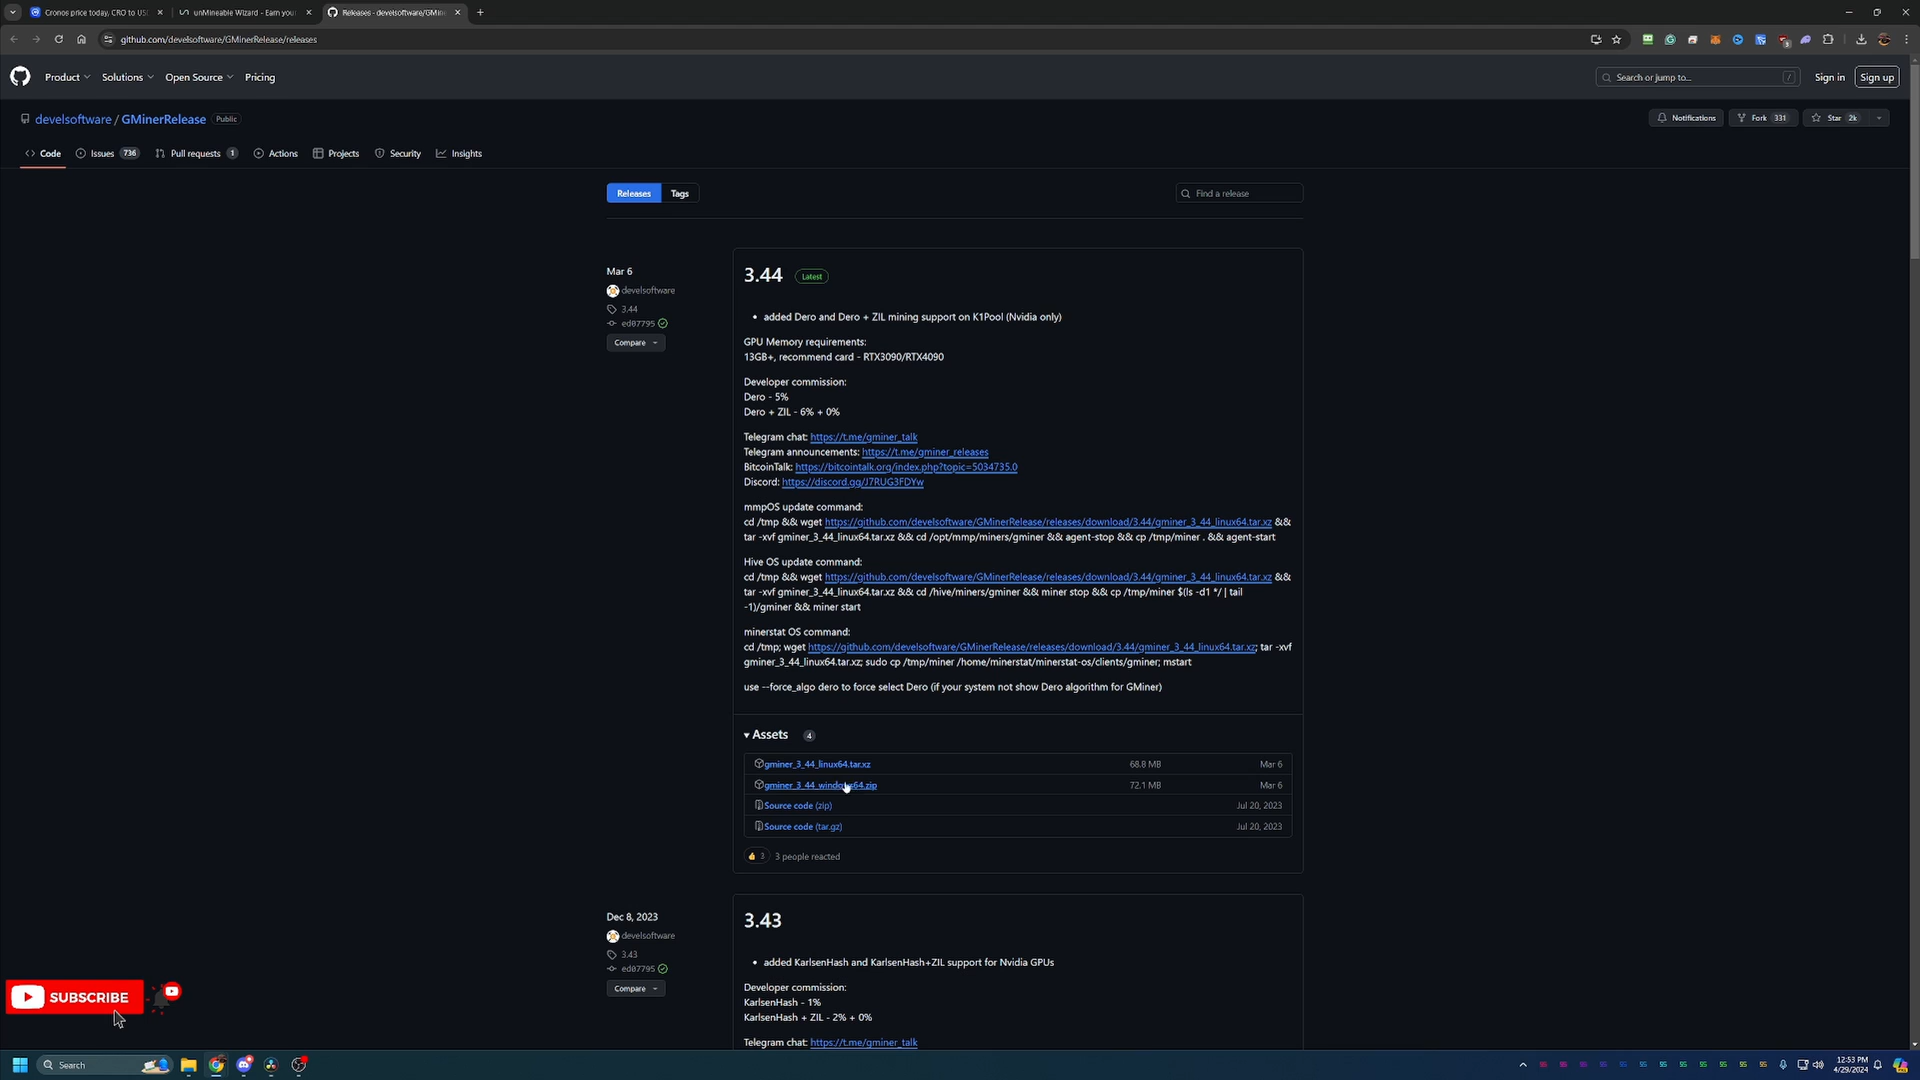 Cronos price today, CRO to US
unMineable Wizard - Earn you
Releases · develsoftware/GMin
github.com/develsoftware/GMinerRelease/releases
Product
Solutions
Open Source
Pricing
Search or jump to...
/
Sign in
Sign up
develsoftware / GMinerRelease
Public
Notifications
Fork 331
Star 2k
Code
Issues 736
Pull requests 1
Actions
Projects
Security
Insights
Releases
Tags
Find a release
Mar 6
develsoftware
3.44
ed07795
Compare
3.44
Latest
• added Dero and Dero + ZIL mining support on K1Pool (Nvidia only)
GPU Memory requirements:
13GB+, recommend card - RTX3090/RTX4090
Developer commission:
Dero - 5%
Dero + ZIL - 6% + 0%
Telegram chat: https://t.me/gminer_talk
Telegram announcements: https://t.me/gminer_releases
BitcoinTalk: https://bitcointalk.org/index.php?topic=5034735.0
Discord: https://discord.gg/J7RUG3FDYw
mmpOS update command:
cd /tmp && wget https://github.com/develsoftware/GMinerRelease/releases/download/3.44/gminer_3_44_linux64.tar.xz &&
tar -xvf gminer_3_44_linux64.tar.xz && cd /opt/mmp/miners/gminer && agent-stop && cp /tmp/miner . && agent-start
Hive OS update command:
cd /tmp && wget https://github.com/develsoftware/GMinerRelease/releases/download/3.44/gminer_3_44_linux64.tar.xz &&
tar -xvf gminer_3_44_linux64.tar.xz && cd /hive/miners/gminer && miner stop && cp /tmp/miner $(ls -d1 */ | tail
-1)/gminer && miner start
minerstat OS command:
cd /tmp; wget https://github.com/develsoftware/GMinerRelease/releases/download/3.44/gminer_3_44_linux64.tar.xz; tar -xvf
gminer_3_44_linux64.tar.xz; sudo cp /tmp/miner /home/minerstat/minerstat-os/clients/gminer; mstart
use --force_algo dero to force select Dero (if your system not show Dero algorithm for GMiner)
Assets 4
gminer_3_44_linux64.tar.xz 68.8 MB Mar 6
gminer_3_44_windows64.zip 72.1 MB Mar 6
Source code (zip) Jul 20, 2023
Source code (tar.gz) Jul 20, 2023
3
3 people reacted
Dec 8, 2023
develsoftware
3.43
ed07795
Compare
3.43
• added KarlsenHash and KarlsenHash+ZIL support for Nvidia GPUs
Developer commission:
KarlsenHash - 1%
KarlsenHash + ZIL - 2% + 0%
Telegram chat: https://t.me/gminer_talk
SUBSCRIBE
Search
12:53 PM
4/29/2024